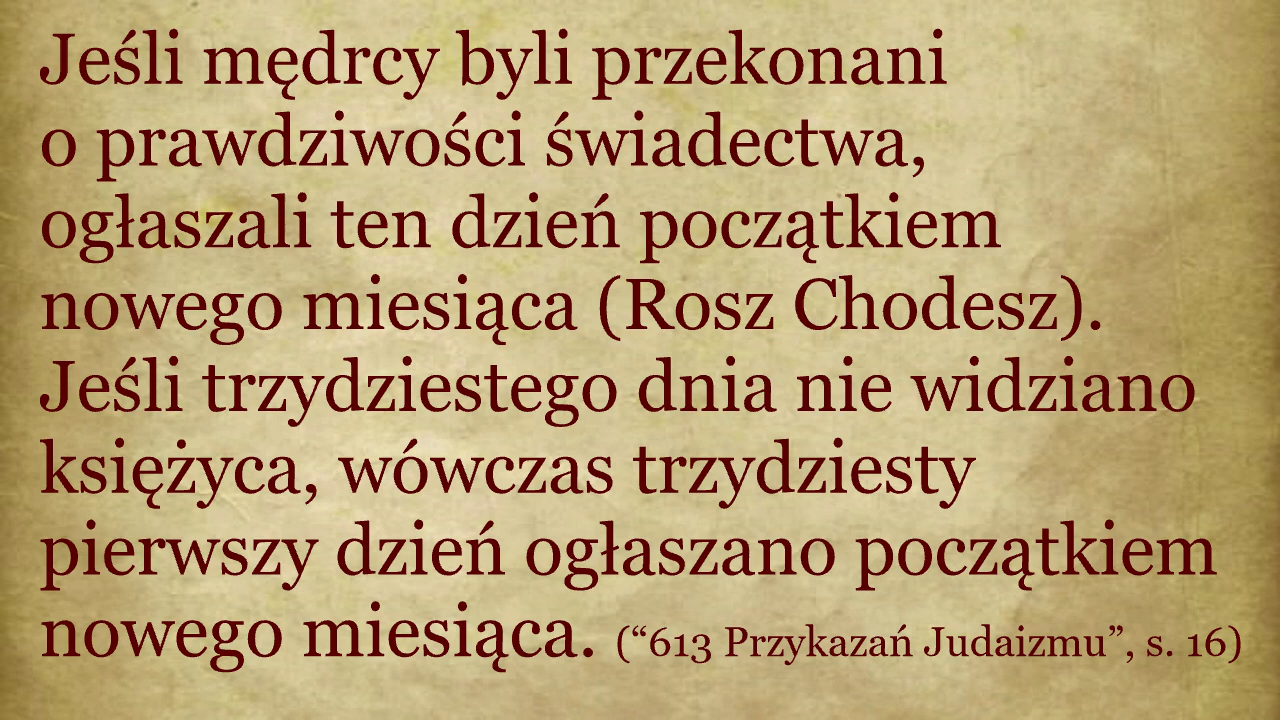 Jeśli mędrcy byli przekonani
o prawdziwości świadectwa,
ogłaszali ten dzień początkiem
nowego miesiąca (Rosz Chodesz).
Jeśli trzydziestego dnia nie widziano
księżyca, wówczas trzydziesty
pierwszy dzień ogłaszano początkiem
nowego miesiąca. (“613 Przykazań Judaizmu”, s. 16)